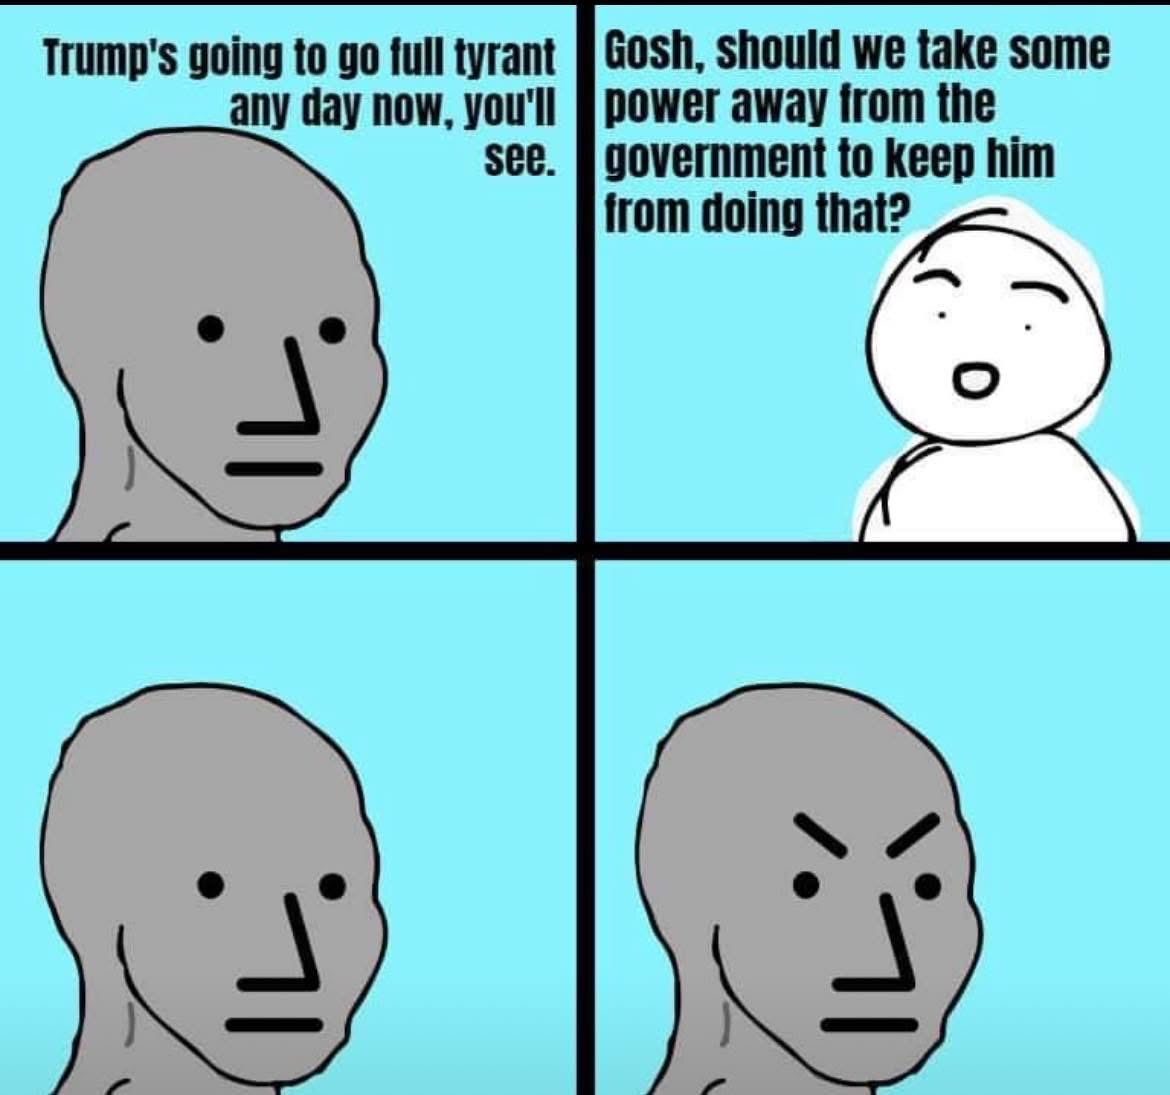 Trump's going to go full tyrant
any day now, you'll
see.
Gosh, should we take some
power away from the
government to keep him
from doing that?